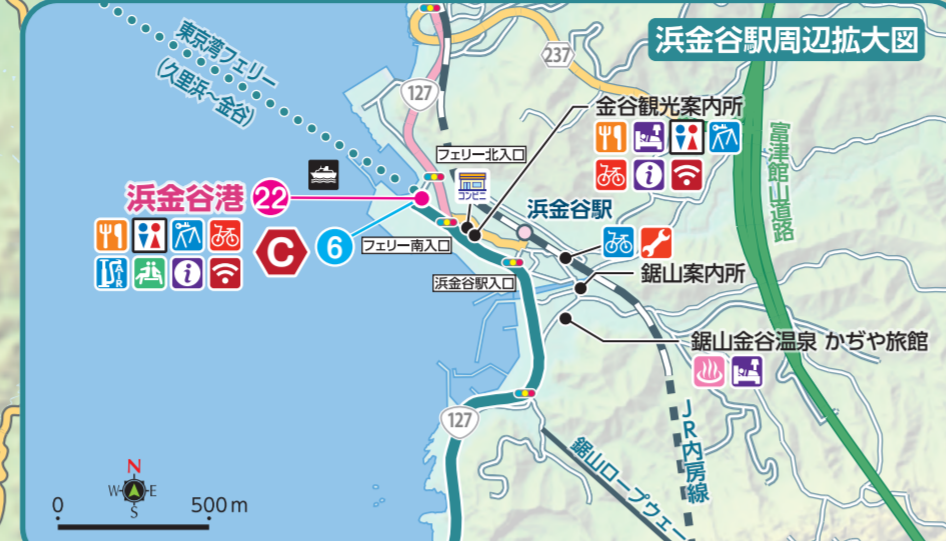 浜金谷駅周辺拡大図
東京湾フェリー
(久里浜～金谷)
127
237
金谷観光案内所
フェリー北入口
コンビニ
浜金谷港 22
浜金谷駅
富津館山道路
C
6
フェリー南入口
AIR
鋸山案内所
浜金谷駅入口
鋸山金谷温泉 かぢや旅館
127
JR内房線
鋸山ロープウェー
N
W E
S
0 500m